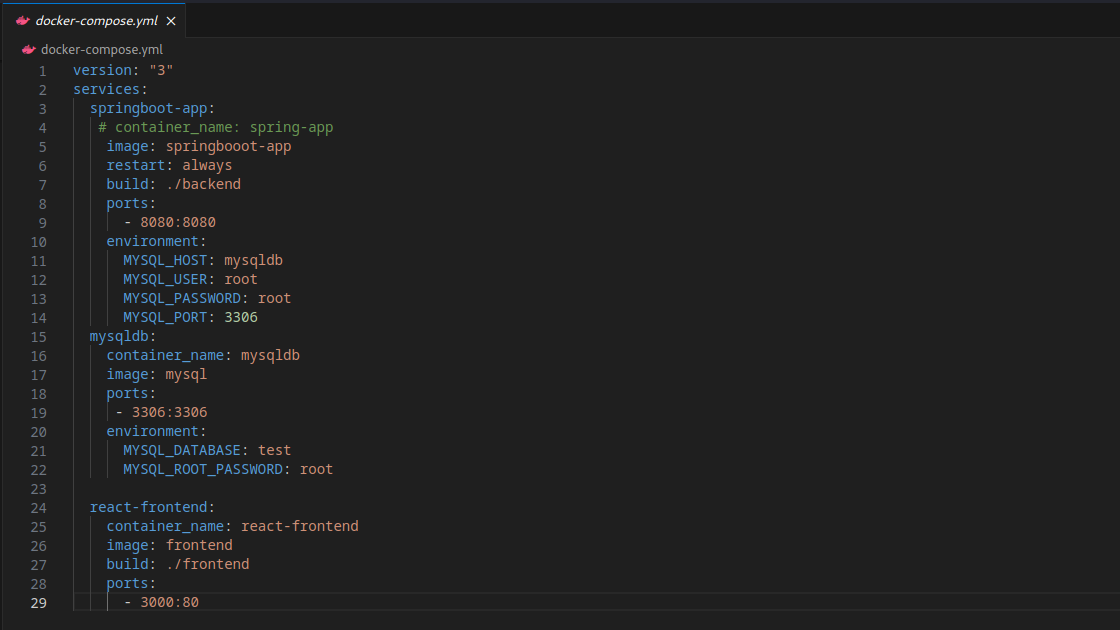 docker-compose.yml
docker-compose.yml
1 version: "3"
2 services:
3 springboot-app:
4 # container_name: spring-app
5 image: springbooot-app
6 restart: always
7 build: ./backend
8 ports:
9 - 8080:8080
10 environment:
11 MYSQL_HOST: mysqldb
12 MYSQL_USER: root
13 MYSQL_PASSWORD: root
14 MYSQL_PORT: 3306
15 mysqldb:
16 container_name: mysqldb
17 image: mysql
18 ports:
19 - 3306:3306
20 environment:
21 MYSQL_DATABASE: test
22 MYSQL_ROOT_PASSWORD: root
23
24 react-frontend:
25 container_name: react-frontend
26 image: frontend
27 build: ./frontend
28 ports:
29 - 3000:80